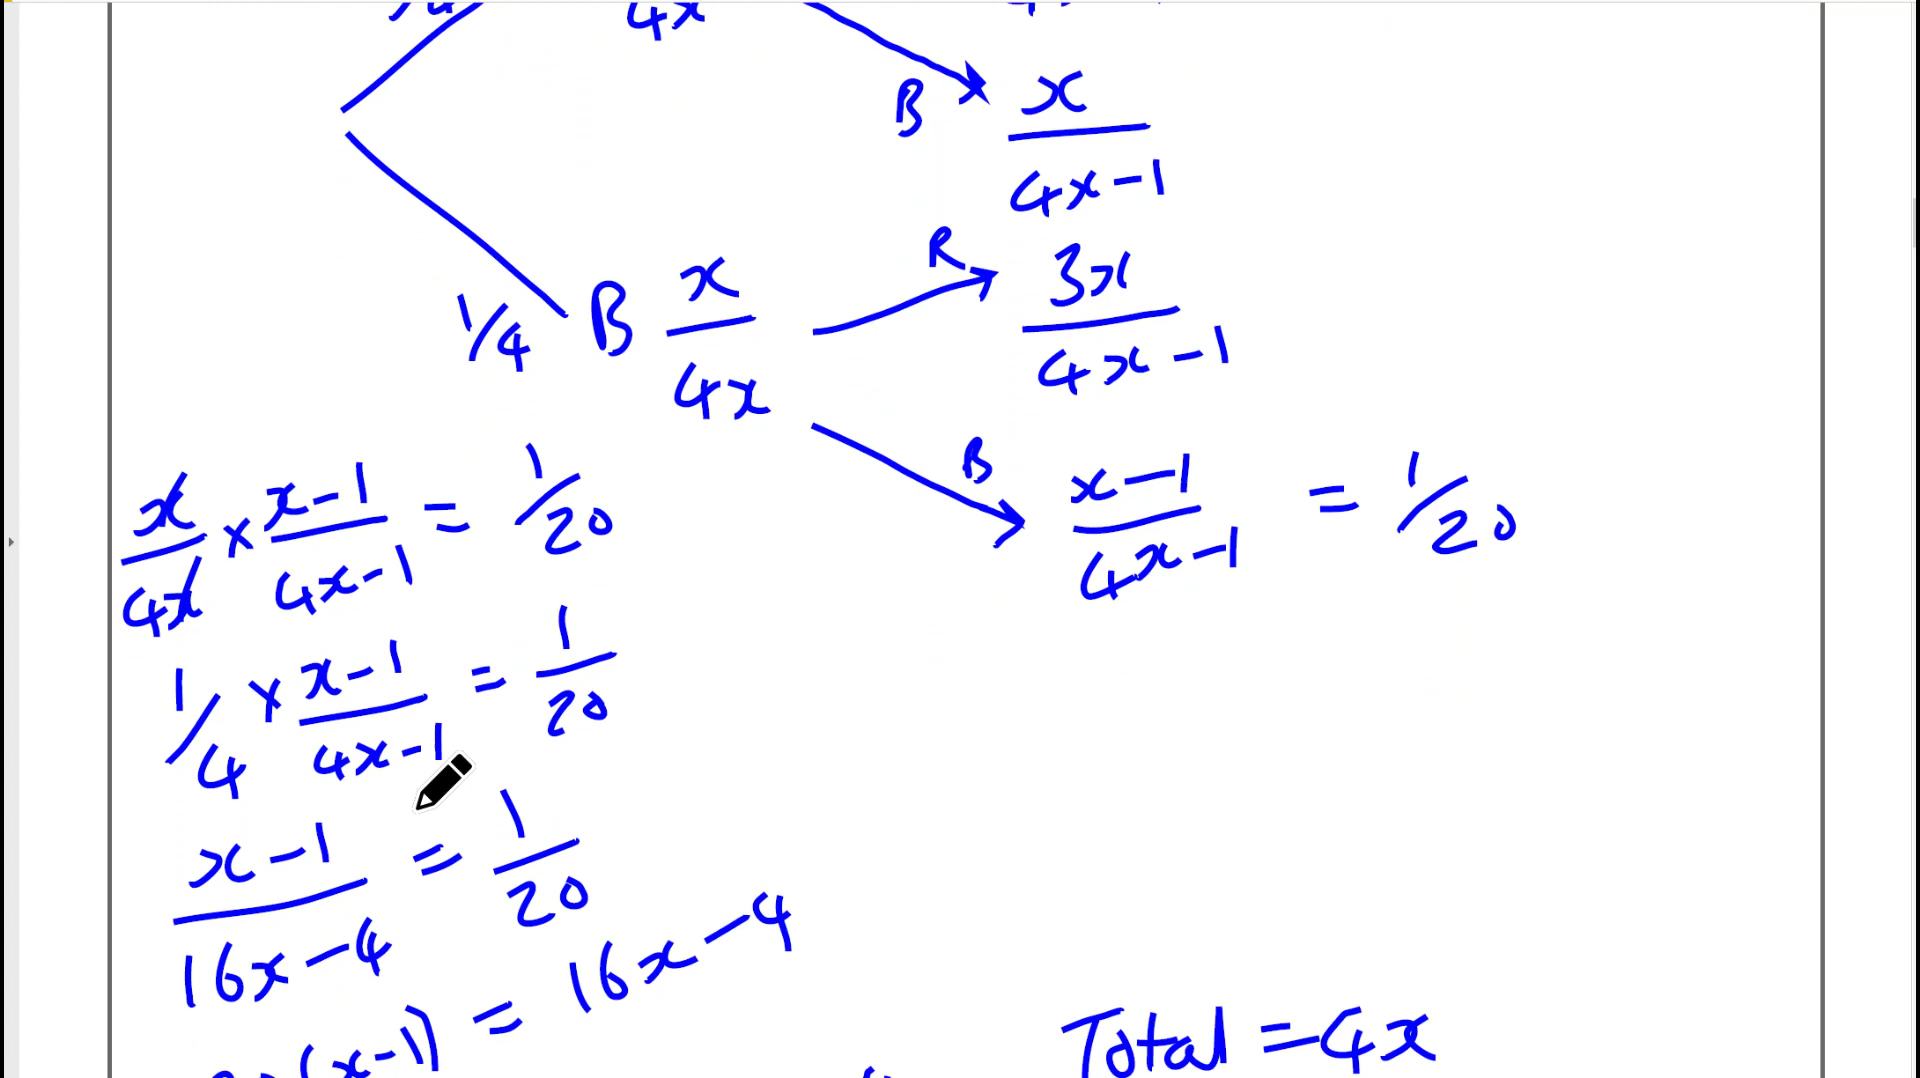 4x
B
x/(4x-1)
R
3x/(4x-1)
1/4 B x/4x
B
(x-1)/(4x-1) = 1/20
x/4x × (x-1)/(4x-1) = 1/20
1/4 × (x-1)/(4x-1) = 1/20
(x-1)/(16x-4) = 1/20
(x-1) = 16x-4
Total = 4x